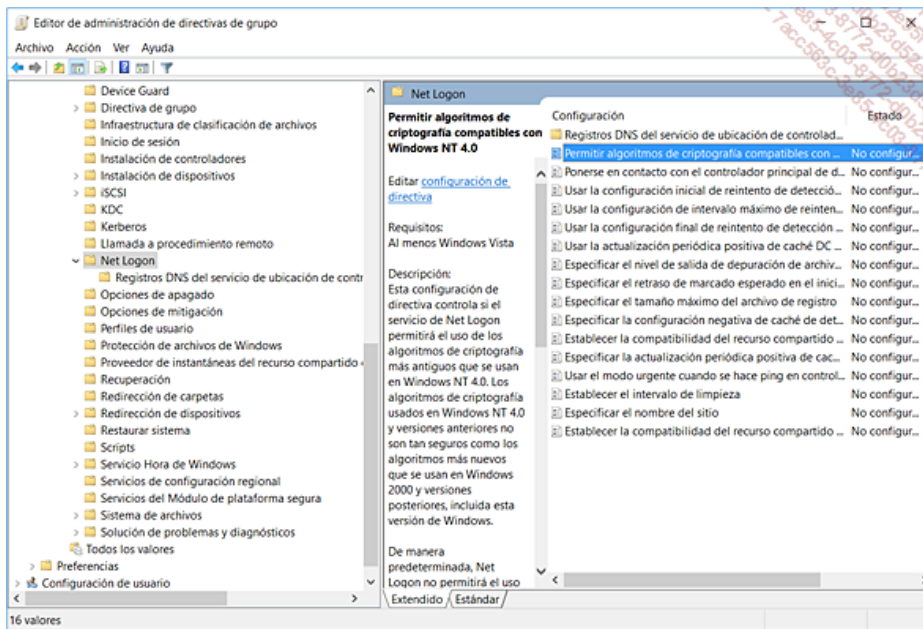 Editor de administración de directivas de grupo
Archivo Acción Ver Ayuda
Device Guard
Directiva de grupo
Infraestructura de clasificación de archivos
Inicio de sesión
Instalación de controladores
Instalación de dispositivos
iSCSI
KDC
Kerberos
Llamada a procedimiento remoto
Net Logon
Registros DNS del servicio de ubicación de contr
Opciones de apagado
Opciones de mitigación
Perfiles de usuario
Protección de archivos de Windows
Proveedor de instantáneas del recurso compartido
Recuperación
Redirección de carpetas
Redirección de dispositivos
Restaurar sistema
Scripts
Servicio Hora de Windows
Servicios de configuración regional
Servicios del Módulo de plataforma segura
Sistema de archivos
Solución de problemas y diagnósticos
Todos los valores
Preferencias
Configuración de usuario
Net Logon
Permitir algoritmos de
criptografía compatibles con
Windows NT 4.0
Editar configuración de
directiva
Requisitos:
Al menos Windows Vista
Descripción:
Esta configuración de
directiva controla si el
servicio de Net Logon
permitirá el uso de los
algoritmos de criptografía
más antiguos que se usan
en Windows NT 4.0. Los
algoritmos de criptografía
usados en Windows NT 4.0
y versiones anteriores no
son tan seguros como los
algoritmos más nuevos
que se usan en Windows
2000 y versiones
posteriores, incluida esta
versión de Windows.
De manera
predeterminada, Net
Logon no permitirá el uso
Configuración Estado
Registros DNS del servicio de ubicación de controlad...
Permitir algoritmos de criptografía compatibles con ... No configur...
Ponerse en contacto con el controlador principal de d... No configur...
Usar la configuración inicial de reintento de detecció... No configur...
Usar la configuración de intervalo máximo de reinten... No configur...
Usar la configuración final de reintento de detección ... No configur...
Usar la actualización periódica positiva de caché DC ... No configur...
Especificar el nivel de salida de depuración de archiv... No configur...
Especificar el retraso de marcado esperado en el inici... No configur...
Especificar el tamaño máximo del archivo de registro No configur...
Especificar la configuración negativa de caché de det... No configur...
Establecer la compatibilidad del recurso compartido ... No configur...
Especificar la actualización periódica positiva de cac... No configur...
Usar el modo urgente cuando se hace ping en control... No configur...
Establecer el intervalo de limpieza No configur...
Especificar el nombre del sitio No configur...
Establecer la compatibilidad del recurso compartido ... No configur...
Extendido Estándar
16 valores